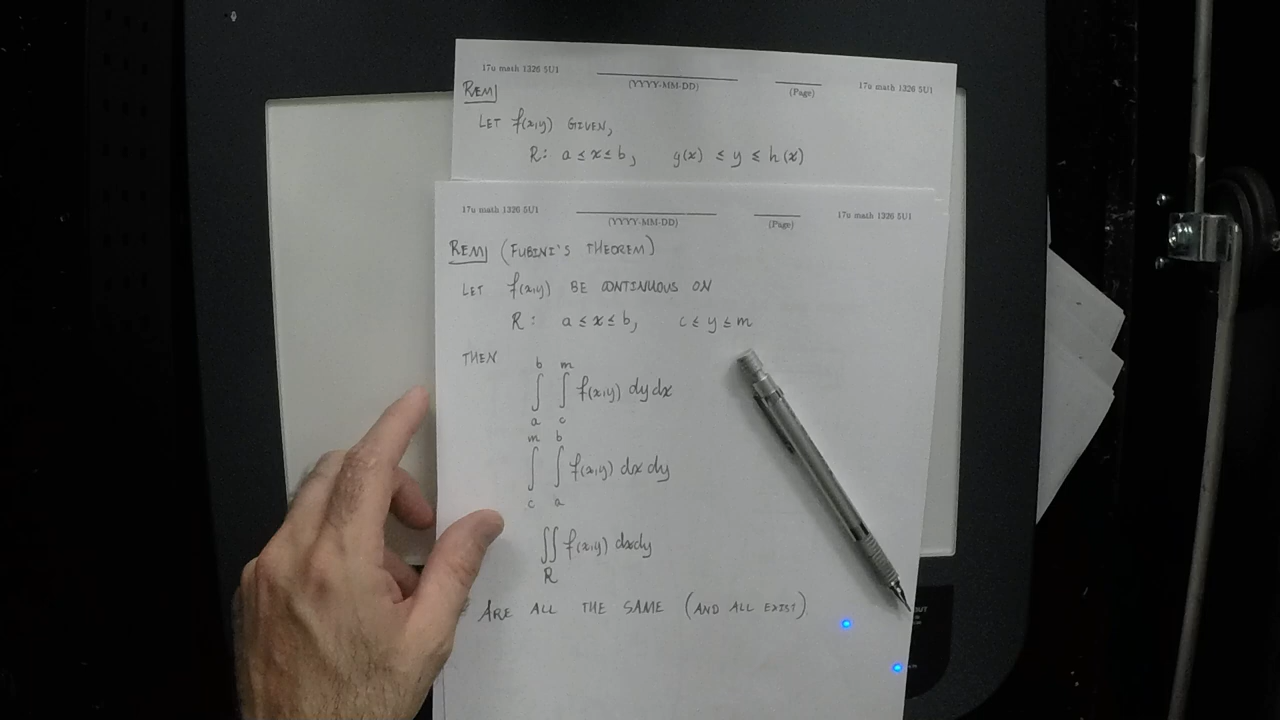 17u math 1326 5U1 (YYYY-MM-DD) (Page) 17u math 1326 5U1
REM
LET f(x,y) GIVEN,
R: a ≤ x ≤ b, g(x) ≤ y ≤ h(x)
17u math 1326 5U1 (YYYY-MM-DD) (Page) 17u math 1326 5U1
REM (FUBINI'S THEOREM)
LET f(x,y) BE CONTINUOUS ON
R: a ≤ x ≤ b, c ≤ y ≤ m
THEN
∫_a^b ∫_c^m f(x,y) dy dx
∫_c^m ∫_a^b f(x,y) dx dy
∬_R f(x,y) dxdy
ARE ALL THE SAME (AND ALL EXIST)